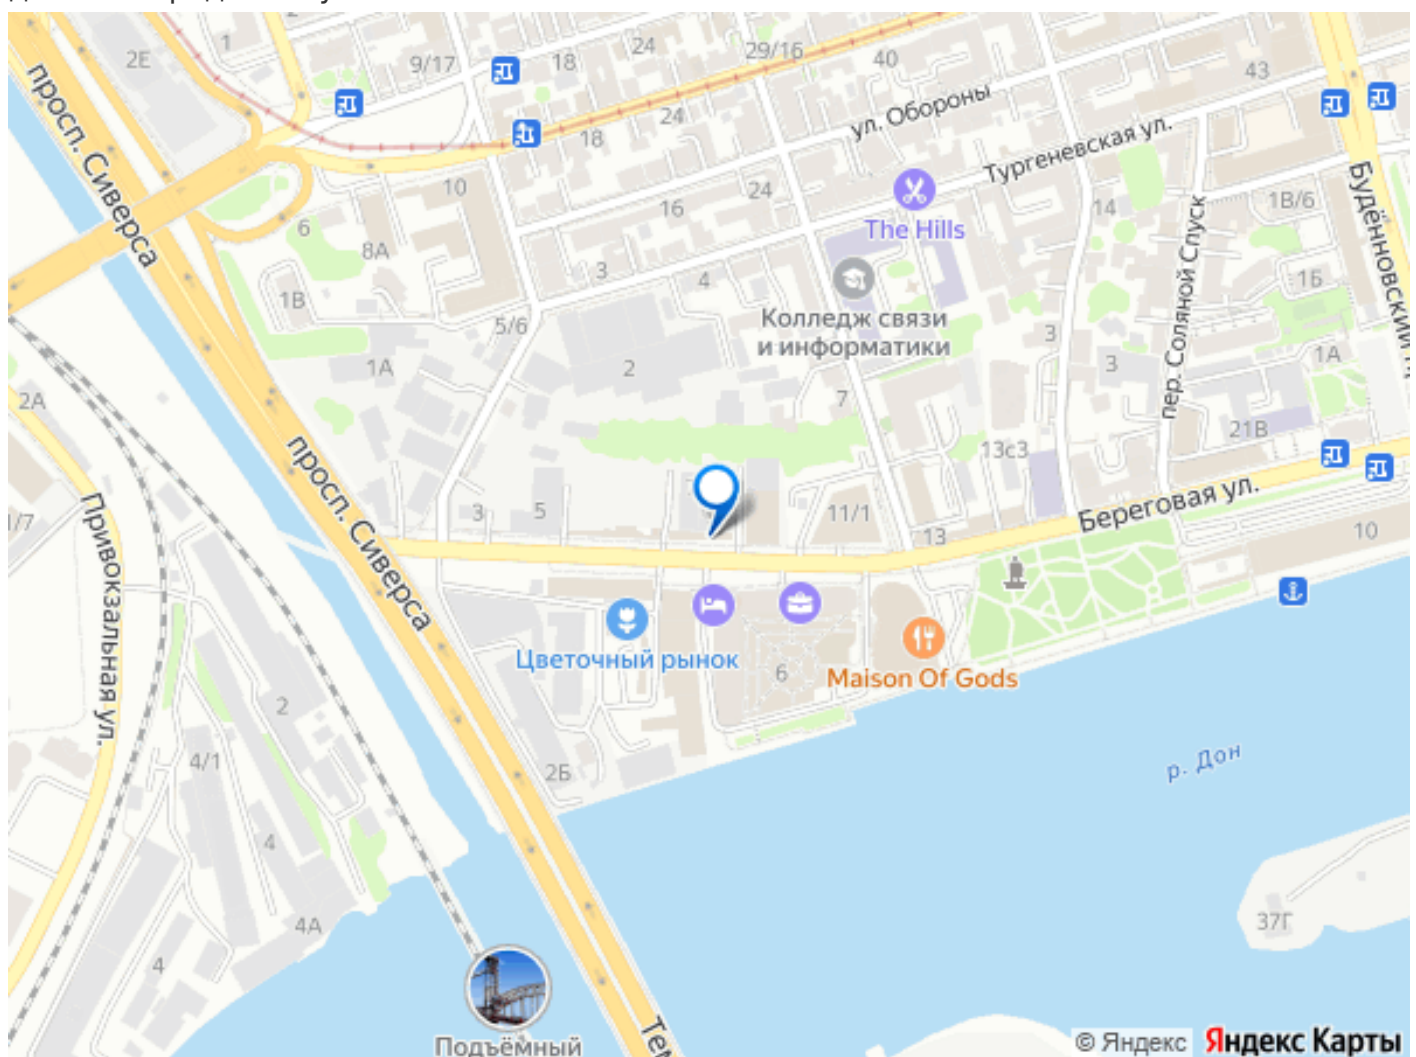 2Е
1
9/17
18
24
29/16
40
43
просп. Сиверса
18
24
ул. Обороны
Тургеневская ул.
Будённовский
10
16
24
The Hills
14
1В/6
6
8А
3
4
пер. Соляной Спуск
1В
1Б
5/6
Колледж связи
и информатики
3
1А
2
3
1А
2А
7
21В
13с3
просп. Сиверса
3
5
11/1
13
Береговая ул.
10
1/7
Привокзальная ул.
Цветочный рынок
6
Maison Of Gods
2
4/1
2Б
р. Дон
4
4А
37Г
4
Подъёмный
Тем
© Яндекс Яндекс Карты